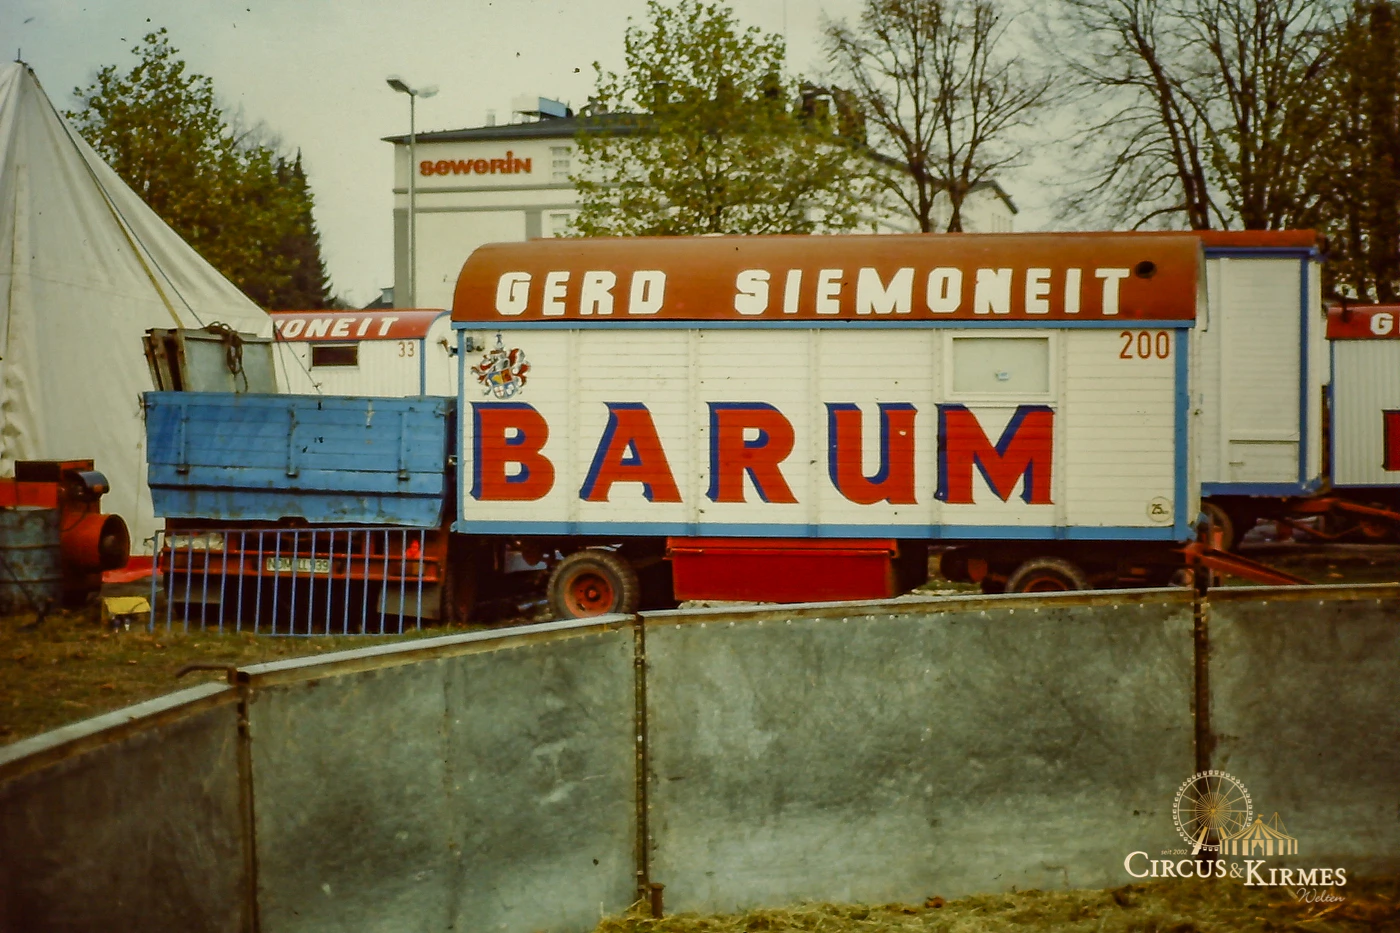 sewerin
GERD SIEMONEIT
ONEIT
33
200
G
BARUM
25
seit 2002
CIRCUS & KIRMES
Welten